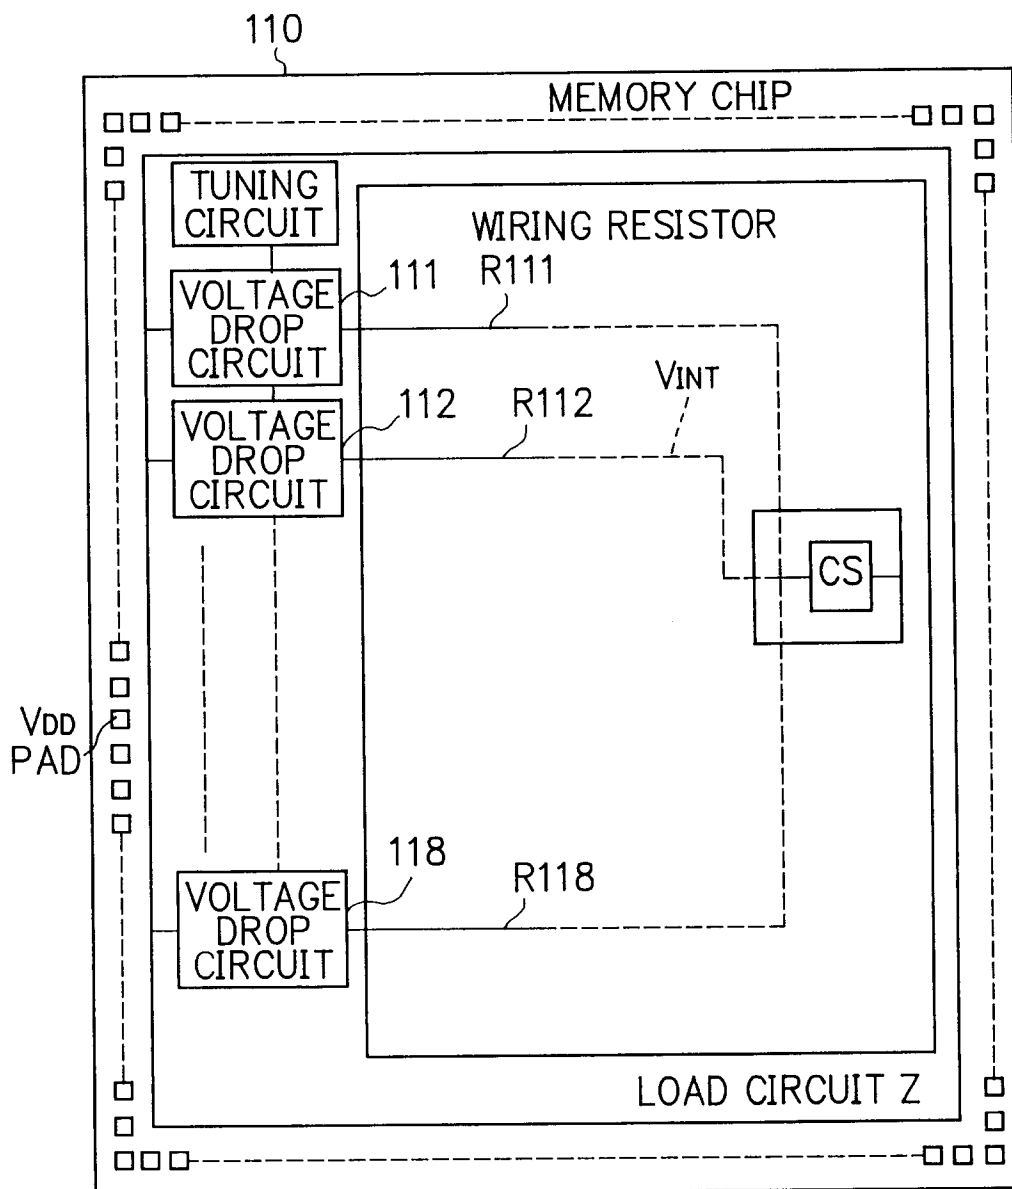 110
MEMORY CHIP
TUNING
CIRCUIT
WIRING RESISTOR
VOLTAGE
DROP
CIRCUIT
111
R111
VINT
VOLTAGE
DROP
CIRCUIT
112
R112
CS
VDD
PAD
VOLTAGE
DROP
CIRCUIT
118
R118
LOAD CIRCUIT Z